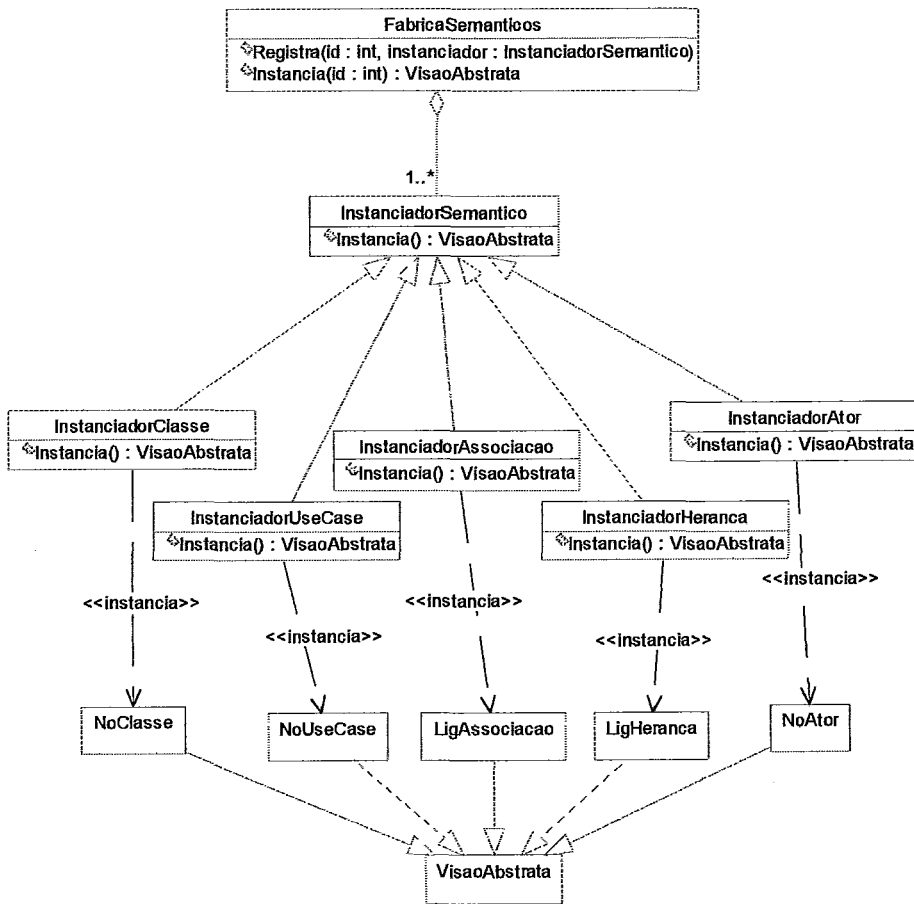 FabricaSemanticos
Registra(id : int, instanciador : InstanciadorSemantico)
Instancia(id : int) : VisaoAbstrata
1..*
InstanciadorSemantico
Instancia() : VisaoAbstrata
InstanciadorClasse
Instancia() : VisaoAbstrata
InstanciadorUseCase
Instancia() : VisaoAbstrata
InstanciadorAssociacao
Instancia() : VisaoAbstrata
InstanciadorHeranca
Instancia() : VisaoAbstrata
InstanciadorAtor
Instancia() : VisaoAbstrata
<<instancia>>
<<instancia>>
<<instancia>>
<<instancia>>
<<instancia>>
NoClasse
NoUseCase
LigAssociacao
LigHeranca
NoAtor
VisaoAbstrata